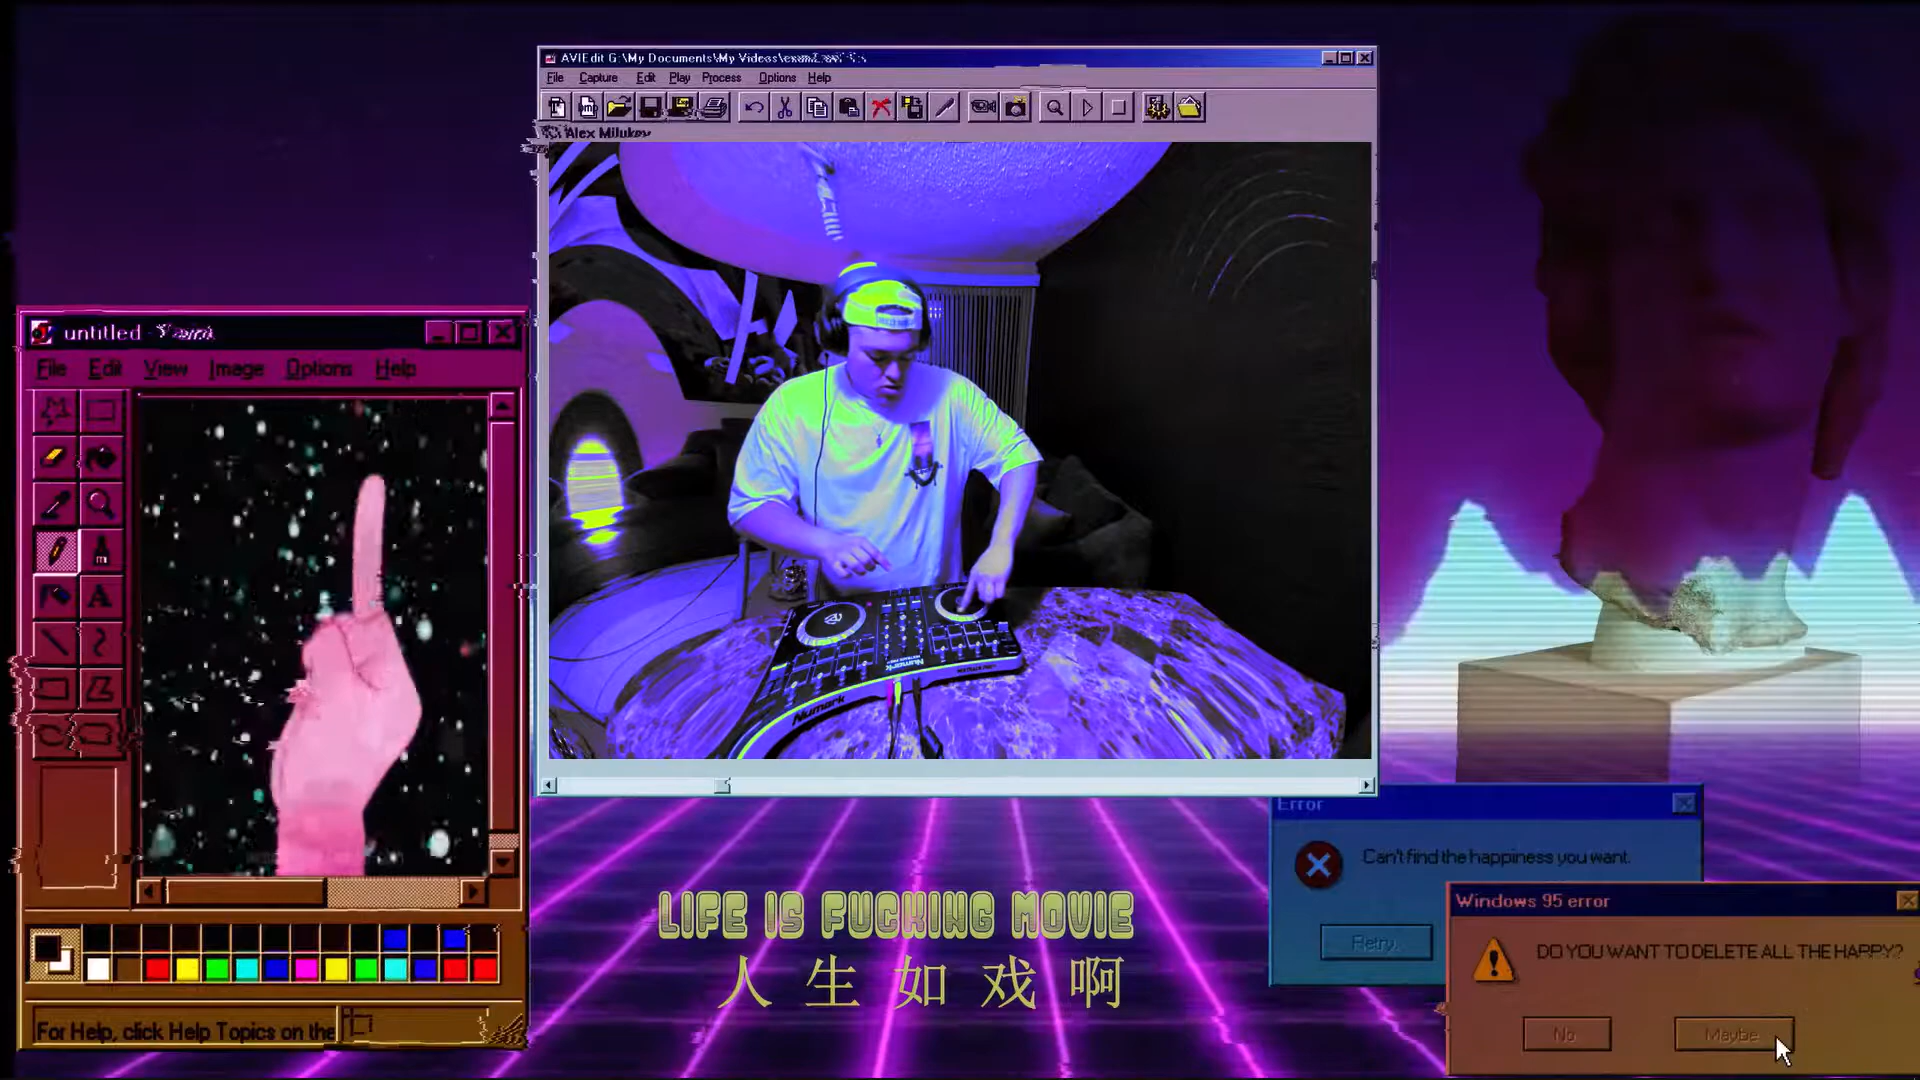 AVIEdit G:\My Documents\My Videos\
File Capture Edit Play Process Options Help
bmp
Alex Milukov
untitled -
File Edit View Image Options Help
A
For Help, click Help Topics on the
Numark
Numark
LIFE IS FUCKING MOVIE
人生如戏啊
Error
Can't find the happiness you want.
Retry
Windows 95 error
DO YOU WANT TO DELETE ALL THE HAPPY?
No Maybe